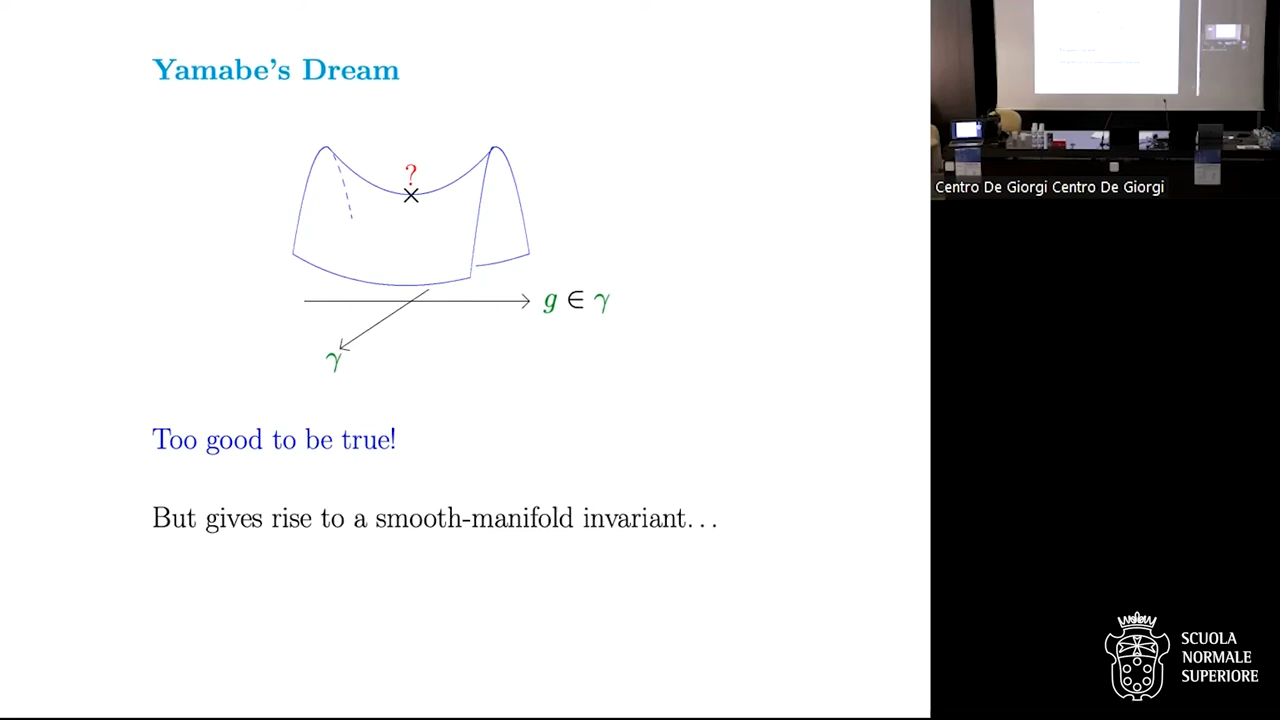 Yamabe's Dream
?
g ∈ γ
γ
Too good to be true!
But gives rise to a smooth-manifold invariant...
Centro De Giorgi Centro De Giorgi
SCUOLA
NORMALE
SUPERIORE